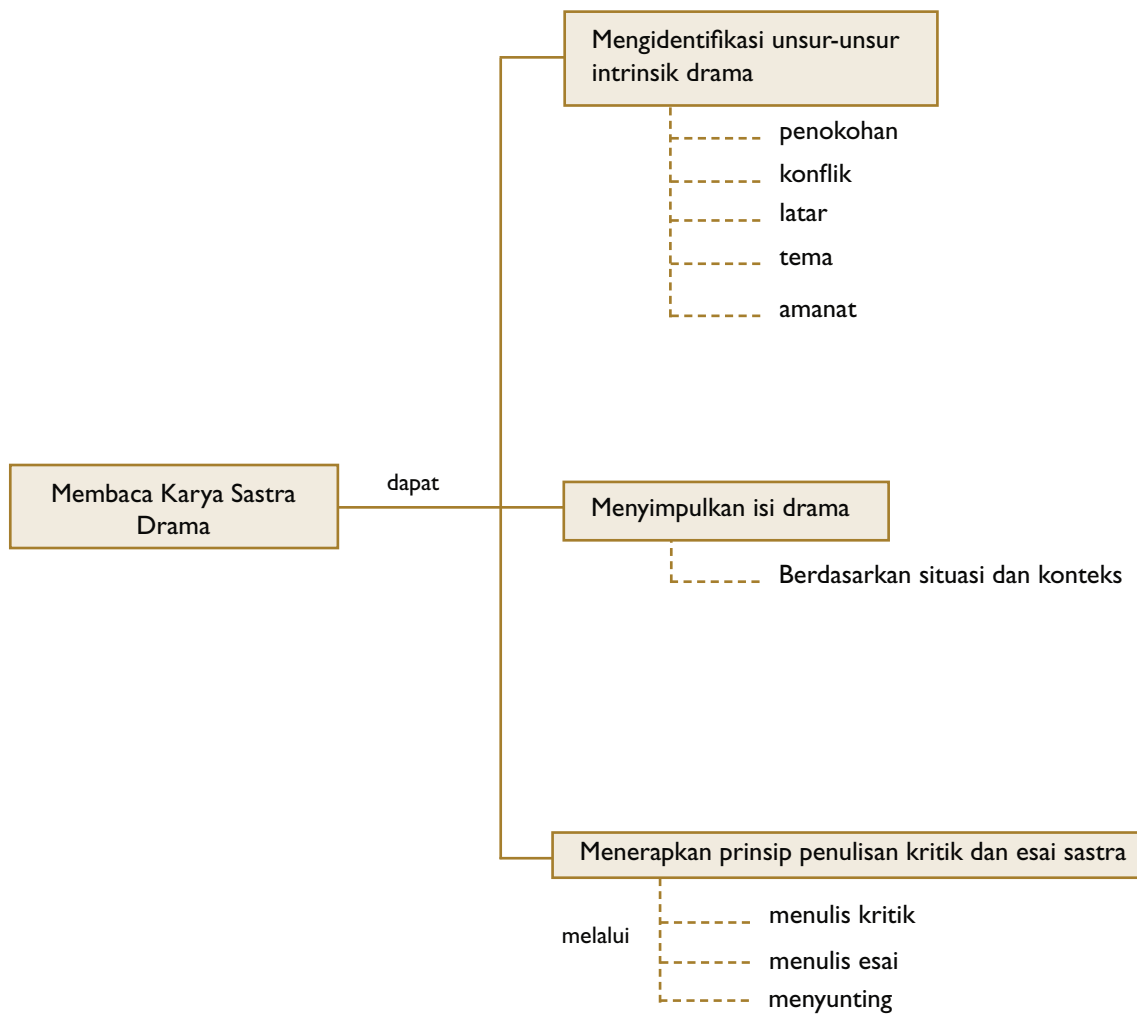 Mengidentifikasi unsur-unsur
intrinsik drama
penokohan
konflik
latar
tema
amanat
Membaca Karya Sastra
Drama
dapat
Menyimpulkan isi drama
Berdasarkan situasi dan konteks
Menerapkan prinsip penulisan kritik dan esai sastra
melalui
menulis kritik
menulis esai
menyunting